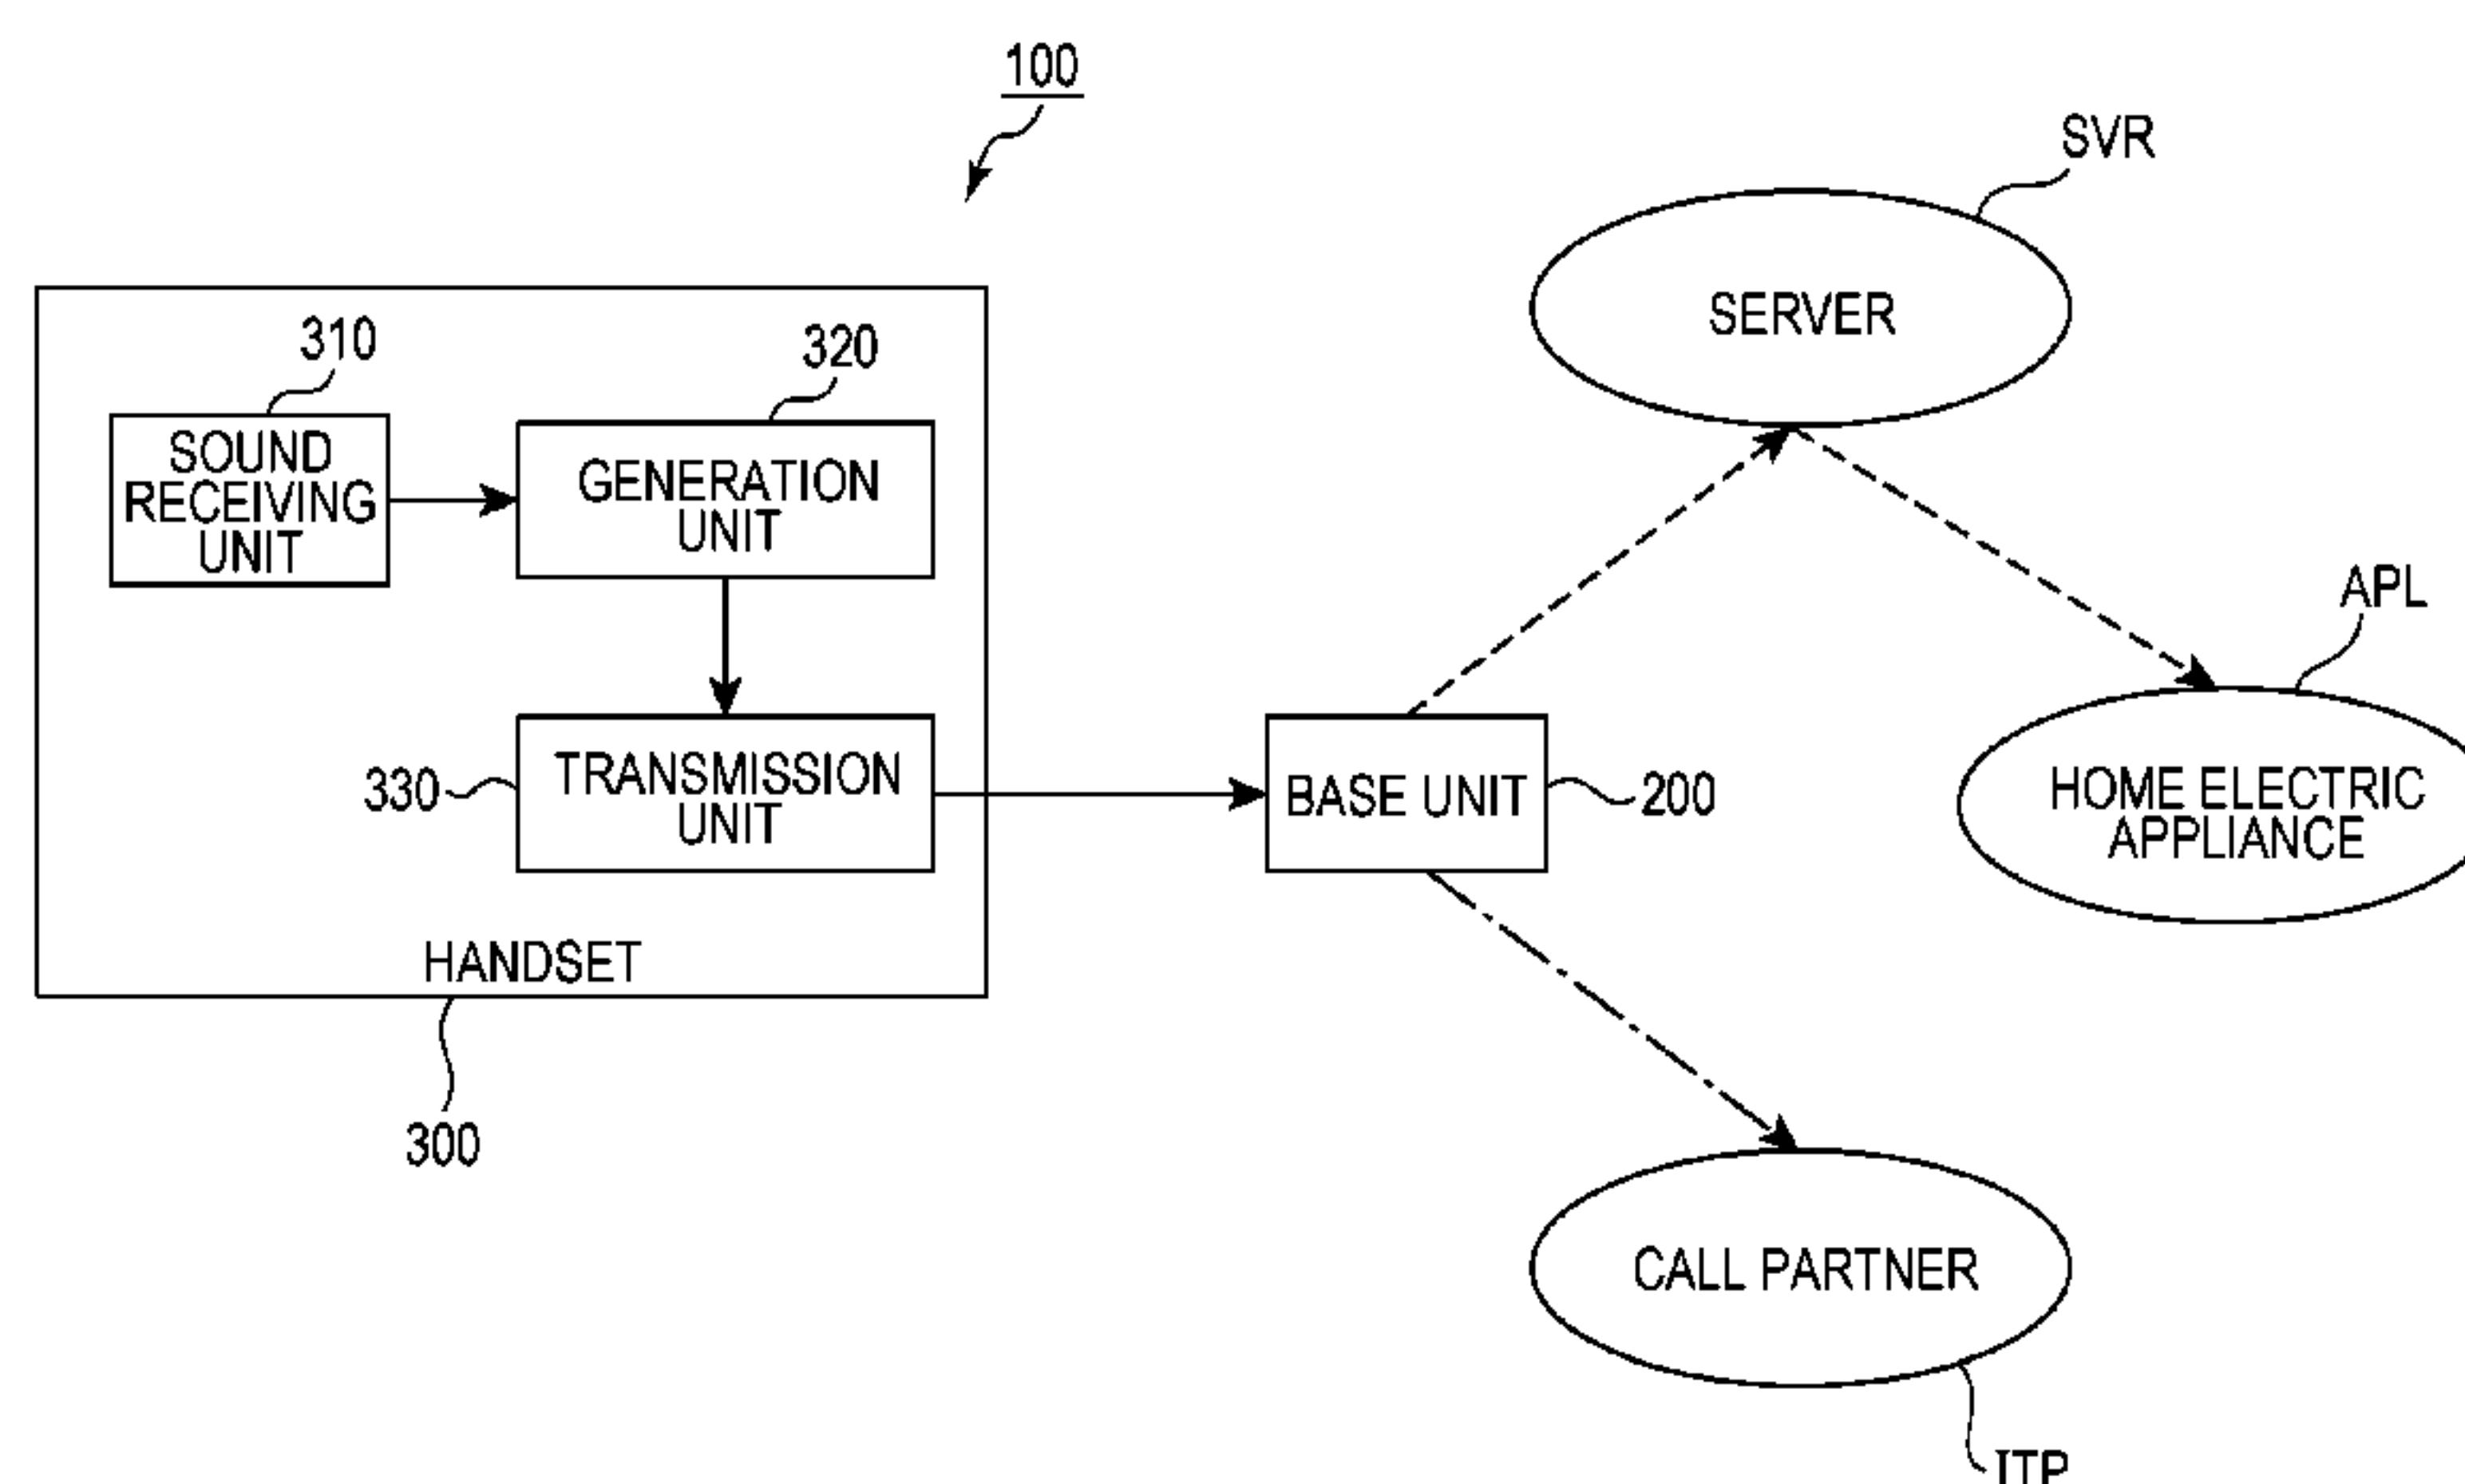 100
SVR
SERVER
310
320
SOUND
RECEIVING
UNIT
GENERATION
UNIT
APL
330
TRANSMISSION
UNIT
BASE UNIT
200
HOME ELECTRIC
APPLIANCE
HANDSET
300
CALL PARTNER
ITP